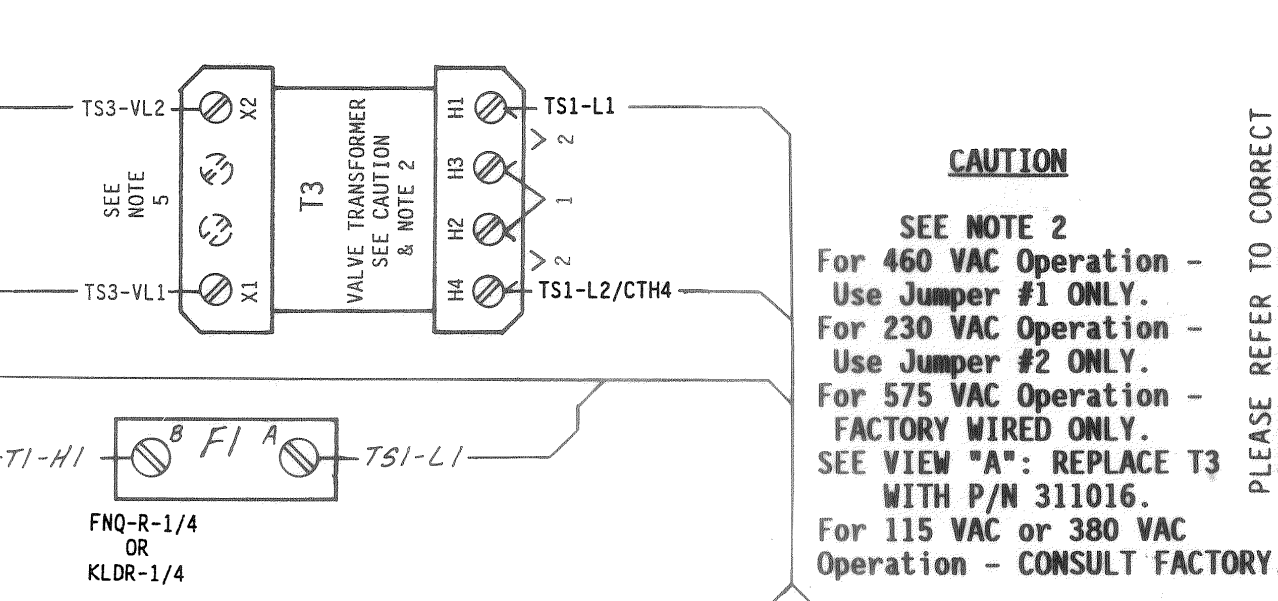 TS3-VL2
X2
SEE
NOTE
5
TS3-VL1
X1
T3
VALVE TRANSFORMER
SEE CAUTION
& NOTE 2
H1
H3
H2
H4
TS1-L1
2
1
2
TS1-L2/CTH4
T1-H1
B
F1
A
TS1-L1
FNQ-R-1/4
OR
KLDR-1/4
CAUTION
SEE NOTE 2
For 460 VAC Operation -
Use Jumper #1 ONLY.
For 230 VAC Operation -
Use Jumper #2 ONLY.
For 575 VAC Operation -
FACTORY WIRED ONLY.
SEE VIEW "A": REPLACE T3
WITH P/N 311016.
For 115 VAC or 380 VAC
Operation - CONSULT FACTORY
PLEASE REFER TO CORRECT